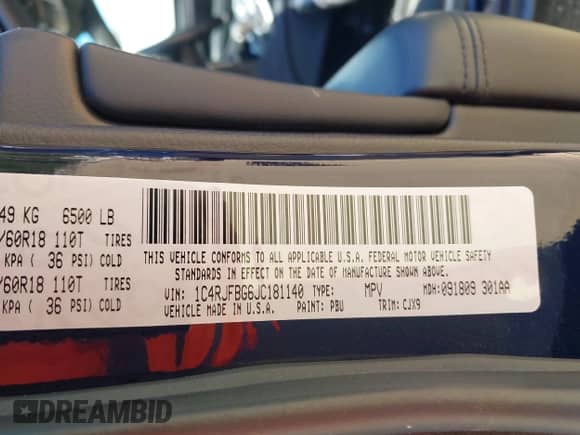 49 KG 6500 LB
/60R18 110T TIRES
KPA ( 36 PSI) COLD
/60R18 110T TIRES
KPA ( 36 PSI) COLD
THIS VEHICLE CONFORMS TO ALL APPLICABLE U.S.A. FEDERAL MOTOR VEHICLE SAFETY
STANDARDS IN EFFECT ON THE DATE OF MANUFACTURE SHOWN ABOVE.
VIN: 1C4RJFBG6JC181140 TYPE: MPV MDH: 091809 301AA
VEHICLE MADE IN U.S.A. PAINT: PBU TRIM: CJX9
DREAMBID